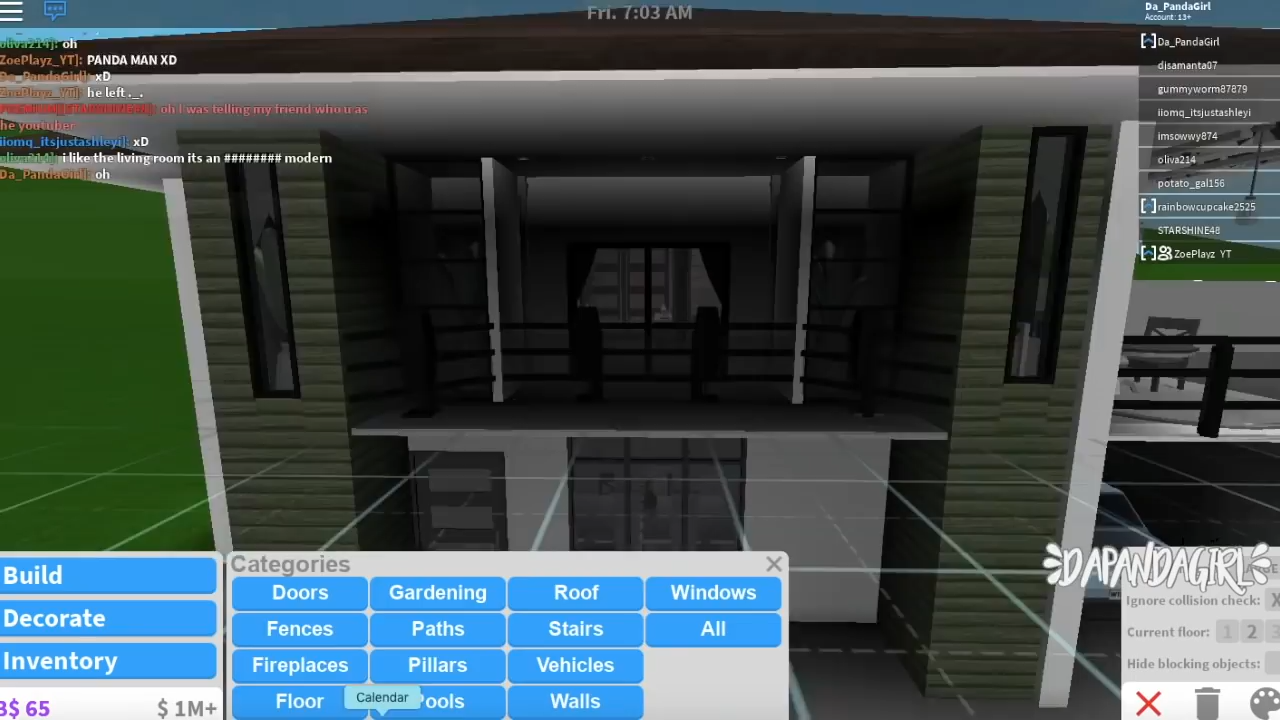 Fri. 7:03 AM
Da_PandaGirl
Account: 13+
oliva214]: oh
ZoePlayz_YT]: PANDA MAN XD
Da_PandaGirl]: xD
ZoePlayz_YT]: he left ._.
oh I was telling my friend who u as
he youtuber
iiomq_itsjustashleyi]: xD
oliva214]: i like the living room its an ######## modern
Da_PandaGirl]: oh
Da_PandaGirl
djsamanta07
gummyworm87879
iiomq_itsjustashleyi
imsowwy874
oliva214
potato_gal156
rainbowcupcake2525
STARSHINE48
ZoePlayz YT
Build
Decorate
Inventory
B$ 65
$ 1M+
Categories
Doors Gardening Roof Windows
Fences Paths Stairs All
Fireplaces Pillars Vehicles
Floor Pools Walls
Calendar
DAPANDAGIRL
Ignore collision check: X
Current floor: 1 2 3
Hide blocking objects: